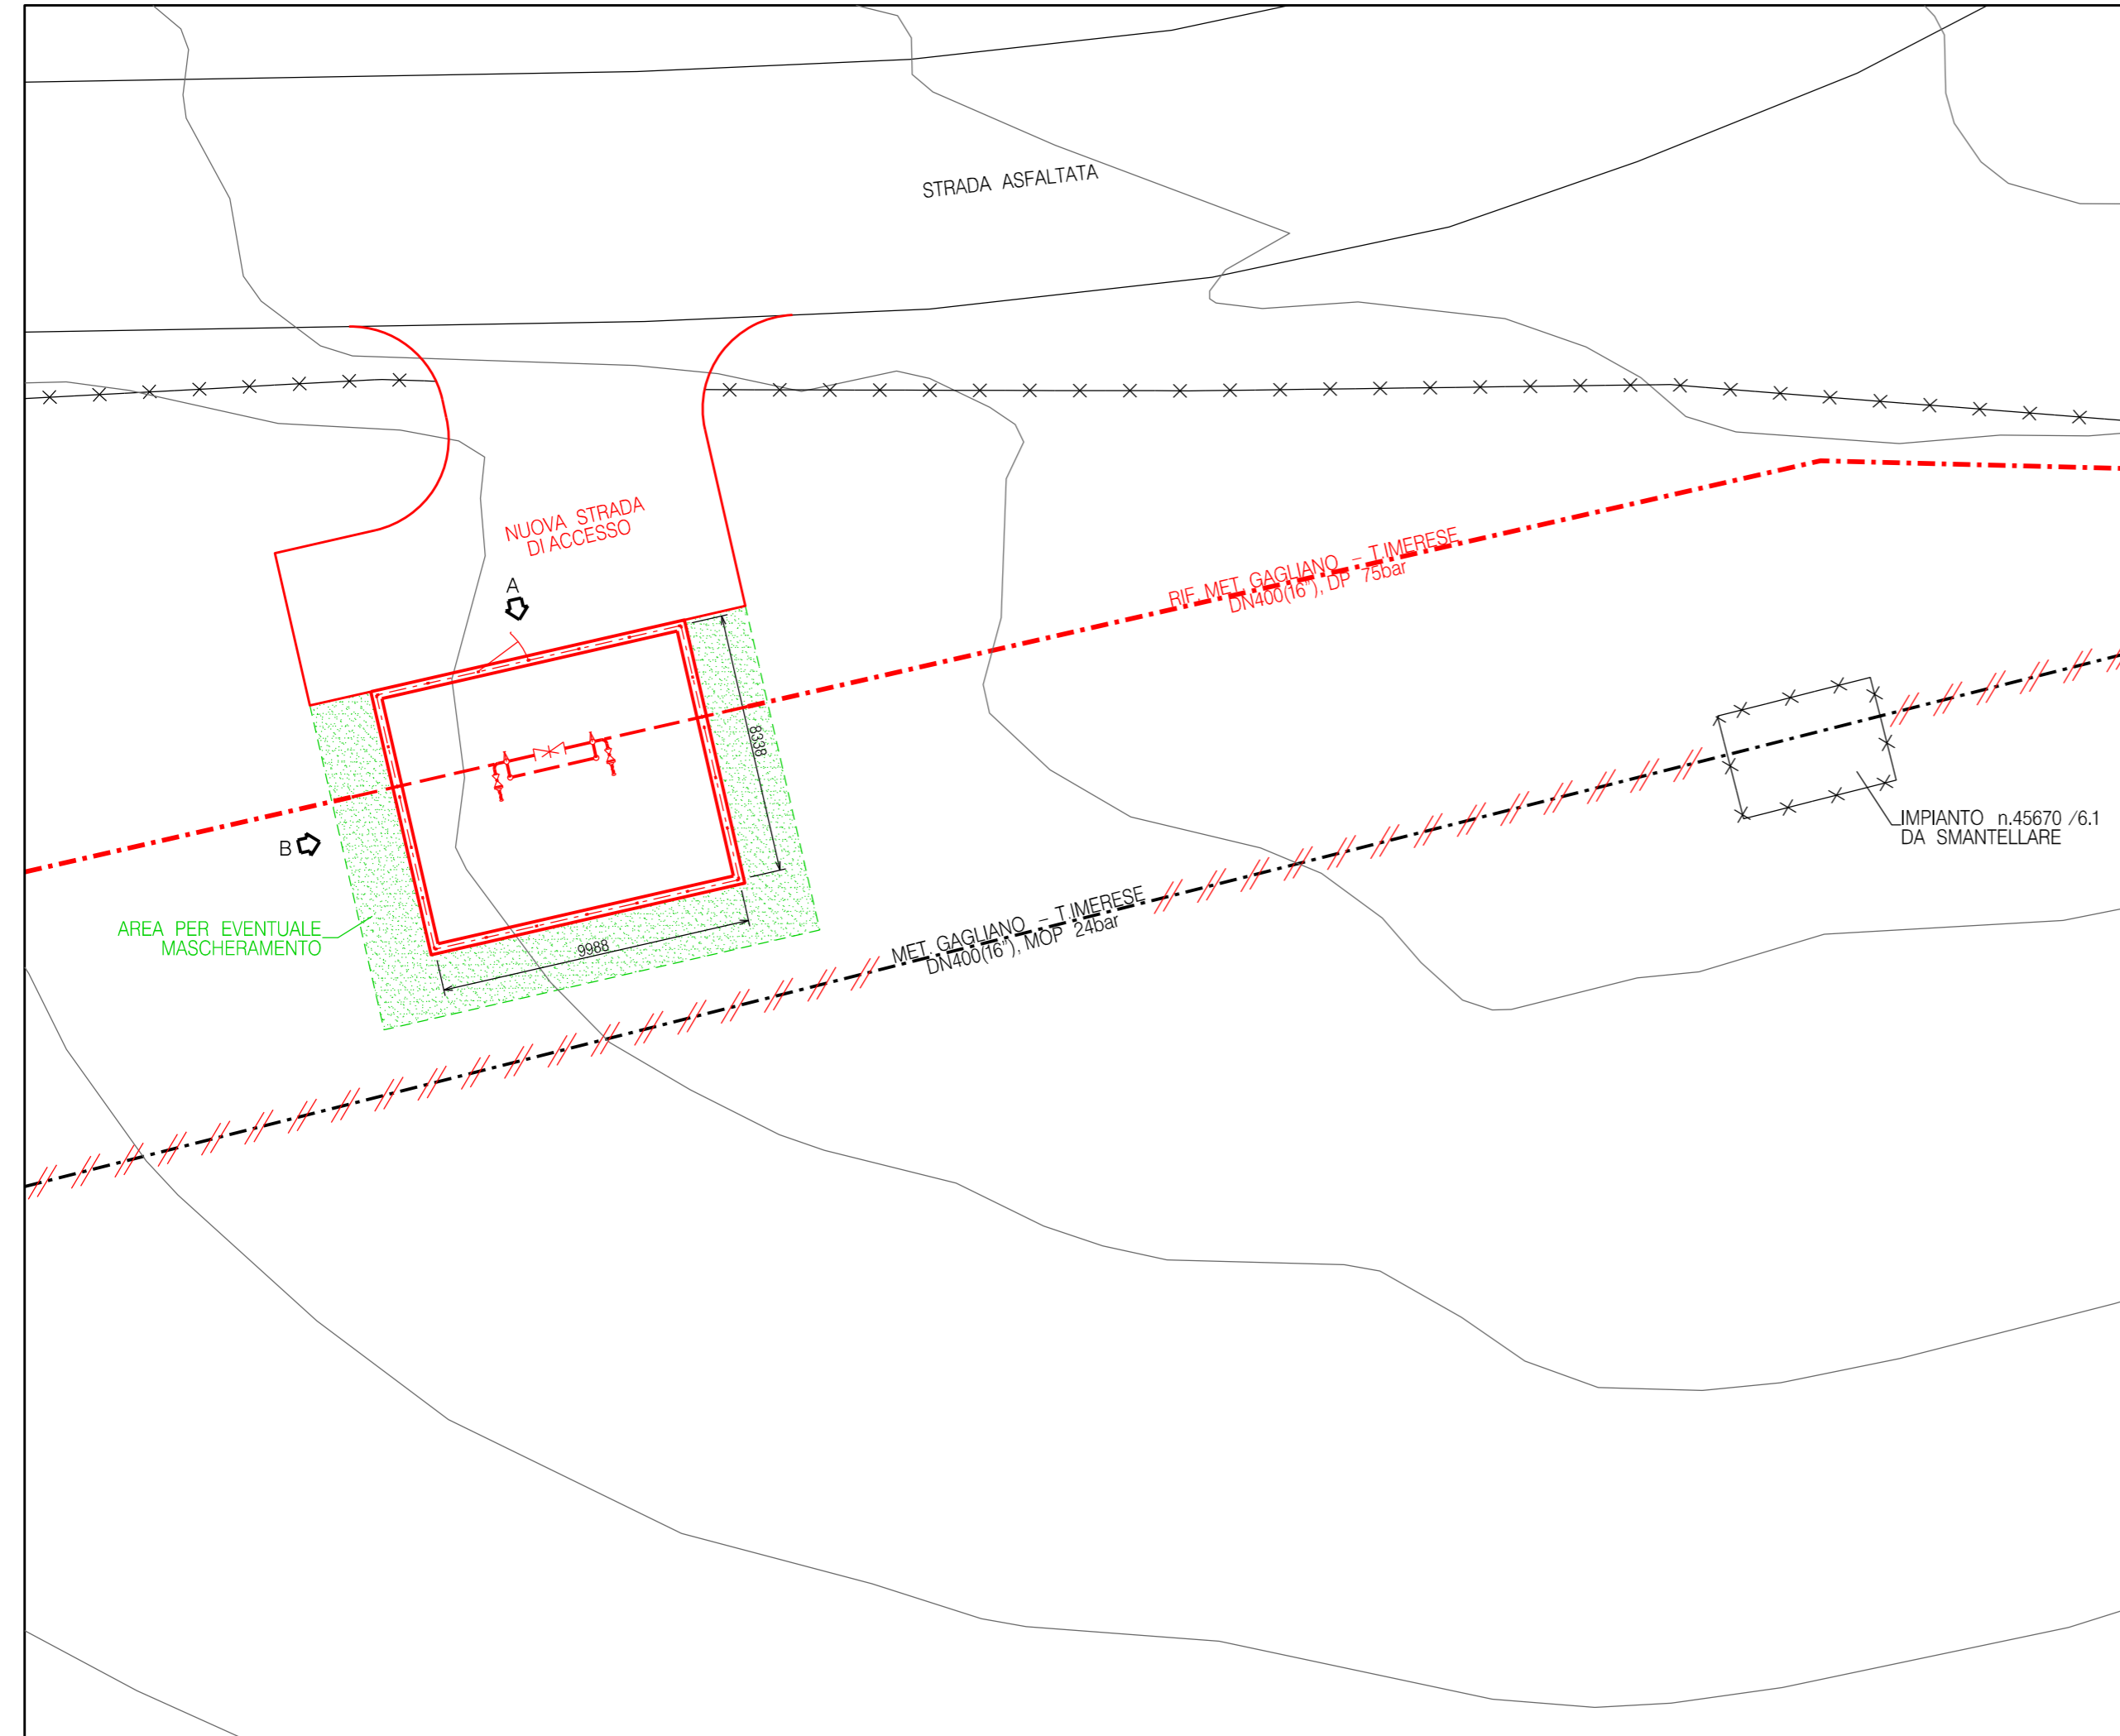 STRADA ASFALTATA
NUOVA STRADA
DI ACCESSO
A
RIF. MET. GAGLIANO - T.IMERESE
DN400(16"), DP 75bar
8338
IMPIANTO n.45670 /6.1
DA SMANTELLARE
B
AREA PER EVENTUALE
MASCHERAMENTO
9988
MET. GAGLIANO - T.IMERESE
DN400(16"), MOP 24bar